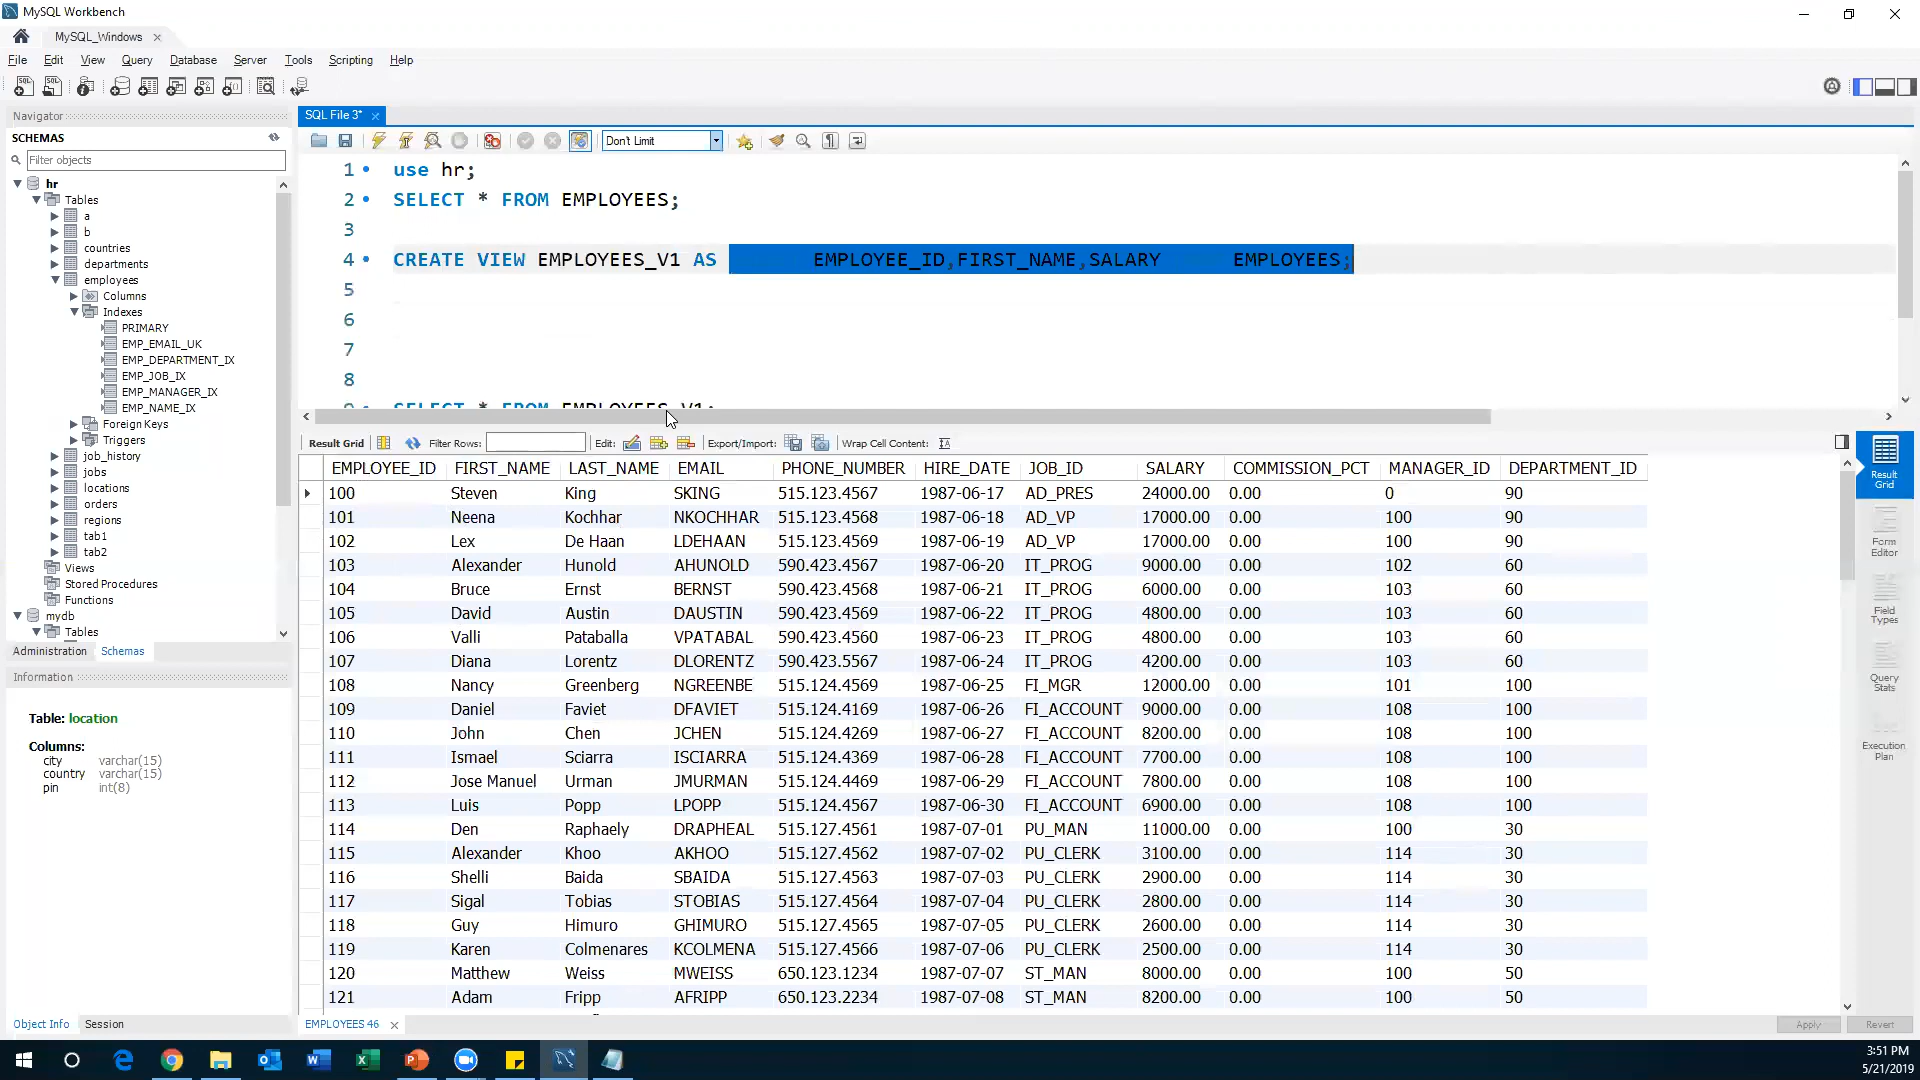 MySQL Workbench
MySQL_Windows
File Edit View Query Database Server Tools Scripting Help
Navigator
SCHEMAS
Filter objects
hr
Tables
a
b
countries
departments
employees
Columns
Indexes
PRIMARY
EMP_EMAIL_UK
EMP_DEPARTMENT_IX
EMP_JOB_IX
EMP_MANAGER_IX
EMP_NAME_IX
Foreign Keys
Triggers
job_history
jobs
locations
orders
regions
tab1
tab2
Views
Stored Procedures
Functions
mydb
Tables
Administration Schemas
Information
Table: location
Columns:
city varchar(15)
country varchar(15)
pin int(8)
Object Info Session
SQL File 3*
Don't Limit
1 use hr;
2 SELECT * FROM EMPLOYEES;
3
4 CREATE VIEW EMPLOYEES_V1 AS EMPLOYEE_ID,FIRST_NAME,SALARY EMPLOYEES;
5
6
7
8
9 SELECT * FROM EMPLOYEES_V1;
Result Grid Filter Rows: Edit: Export/Import: Wrap Cell Content:
EMPLOYEE_ID FIRST_NAME LAST_NAME EMAIL PHONE_NUMBER HIRE_DATE JOB_ID SALARY COMMISSION_PCT MANAGER_ID DEPARTMENT_ID
100 Steven King SKING 515.123.4567 1987-06-17 AD_PRES 24000.00 0.00 0 90
101 Neena Kochhar NKOCHHAR 515.123.4568 1987-06-18 AD_VP 17000.00 0.00 100 90
102 Lex De Haan LDEHAAN 515.123.4569 1987-06-19 AD_VP 17000.00 0.00 100 90
103 Alexander Hunold AHUNOLD 590.423.4567 1987-06-20 IT_PROG 9000.00 0.00 102 60
104 Bruce Ernst BERNST 590.423.4568 1987-06-21 IT_PROG 6000.00 0.00 103 60
105 David Austin DAUSTIN 590.423.4569 1987-06-22 IT_PROG 4800.00 0.00 103 60
106 Valli Pataballa VPATABAL 590.423.4560 1987-06-23 IT_PROG 4800.00 0.00 103 60
107 Diana Lorentz DLORENTZ 590.423.5567 1987-06-24 IT_PROG 4200.00 0.00 103 60
108 Nancy Greenberg NGREENBE 515.124.4569 1987-06-25 FI_MGR 12000.00 0.00 101 100
109 Daniel Faviet DFAVIET 515.124.4169 1987-06-26 FI_ACCOUNT 9000.00 0.00 108 100
110 John Chen JCHEN 515.124.4269 1987-06-27 FI_ACCOUNT 8200.00 0.00 108 100
111 Ismael Sciarra ISCIARRA 515.124.4369 1987-06-28 FI_ACCOUNT 7700.00 0.00 108 100
112 Jose Manuel Urman JMURMAN 515.124.4469 1987-06-29 FI_ACCOUNT 7800.00 0.00 108 100
113 Luis Popp LPOPP 515.124.4567 1987-06-30 FI_ACCOUNT 6900.00 0.00 108 100
114 Den Raphaely DRAPHEAL 515.127.4561 1987-07-01 PU_MAN 11000.00 0.00 100 30
115 Alexander Khoo AKHOO 515.127.4562 1987-07-02 PU_CLERK 3100.00 0.00 114 30
116 Shelli Baida SBAIDA 515.127.4563 1987-07-03 PU_CLERK 2900.00 0.00 114 30
117 Sigal Tobias STOBIAS 515.127.4564 1987-07-04 PU_CLERK 2800.00 0.00 114 30
118 Guy Himuro GHIMURO 515.127.4565 1987-07-05 PU_CLERK 2600.00 0.00 114 30
119 Karen Colmenares KCOLMENA 515.127.4566 1987-07-06 PU_CLERK 2500.00 0.00 114 30
120 Matthew Weiss MWEISS 650.123.1234 1987-07-07 ST_MAN 8000.00 0.00 100 50
121 Adam Fripp AFRIPP 650.123.2234 1987-07-08 ST_MAN 8200.00 0.00 100 50
EMPLOYEES 46
Apply Revert
Result Grid
Form Editor
Field Types
Query Stats
Execution Plan
3:51 PM
5/21/2019